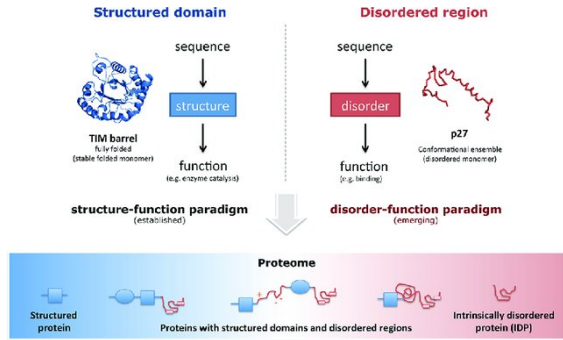 Structured domain
Disordered region
sequence
sequence
structure
disorder
TIM barrel
fully folded
(stable folded monomer)
p27
Conformational ensemble
(disordered monomer)
function
(e.g. enzyme catalysis)
function
(e.g. binding)
structure-function paradigm
(established)
disorder-function paradigm
(emerging)
Proteome
Structured
protein
Proteins with structured domains and disordered regions
Intrinsically disordered
protein (IDP)